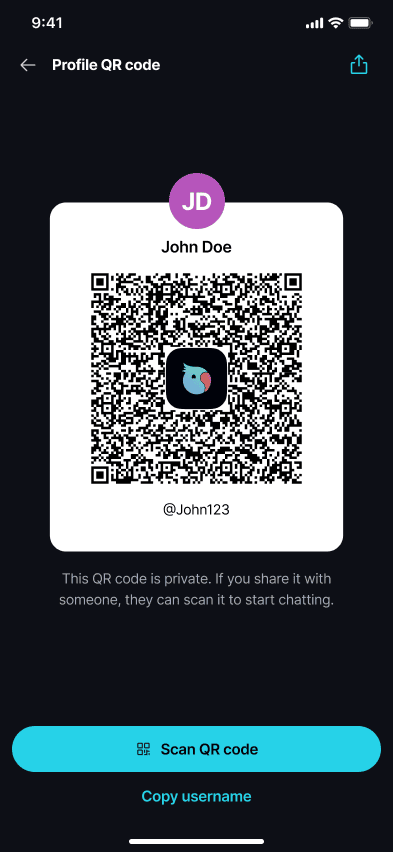 9:41
Profile QR code
JD
John Doe
@John123
This QR code is private. If you share it with
someone, they can scan it to start chatting.
Scan QR code
Copy username